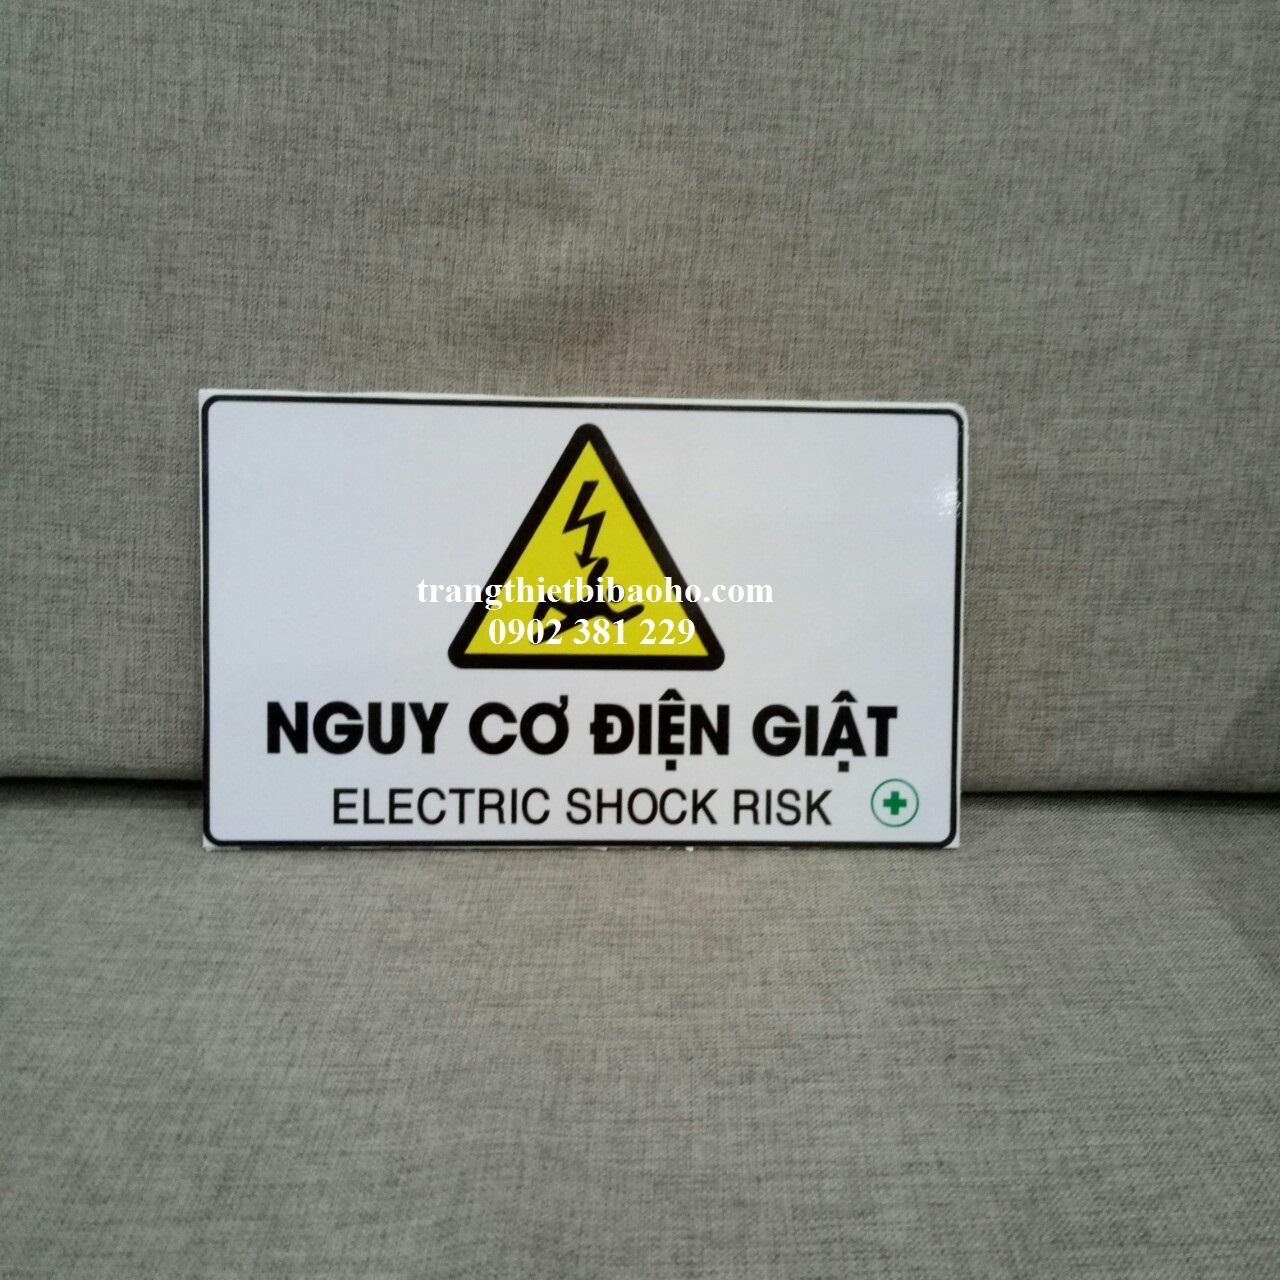 trangthietbibaoho.com
0902 381 229
NGUY CƠ ĐIỆN GIẬT
ELECTRIC SHOCK RISK